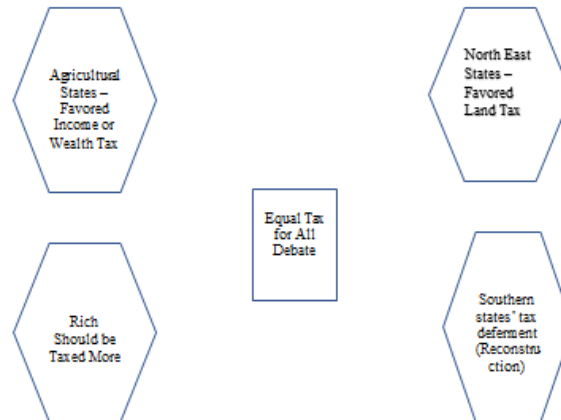 Agricultural
States –
Favored
Income or
Wealth Tax
North East
States –
Favored
Land Tax
Equal Tax
for All
Debate
Rich
Should be
Taxed More
Southern
states’ tax
deferment
(Reconstru
ction)